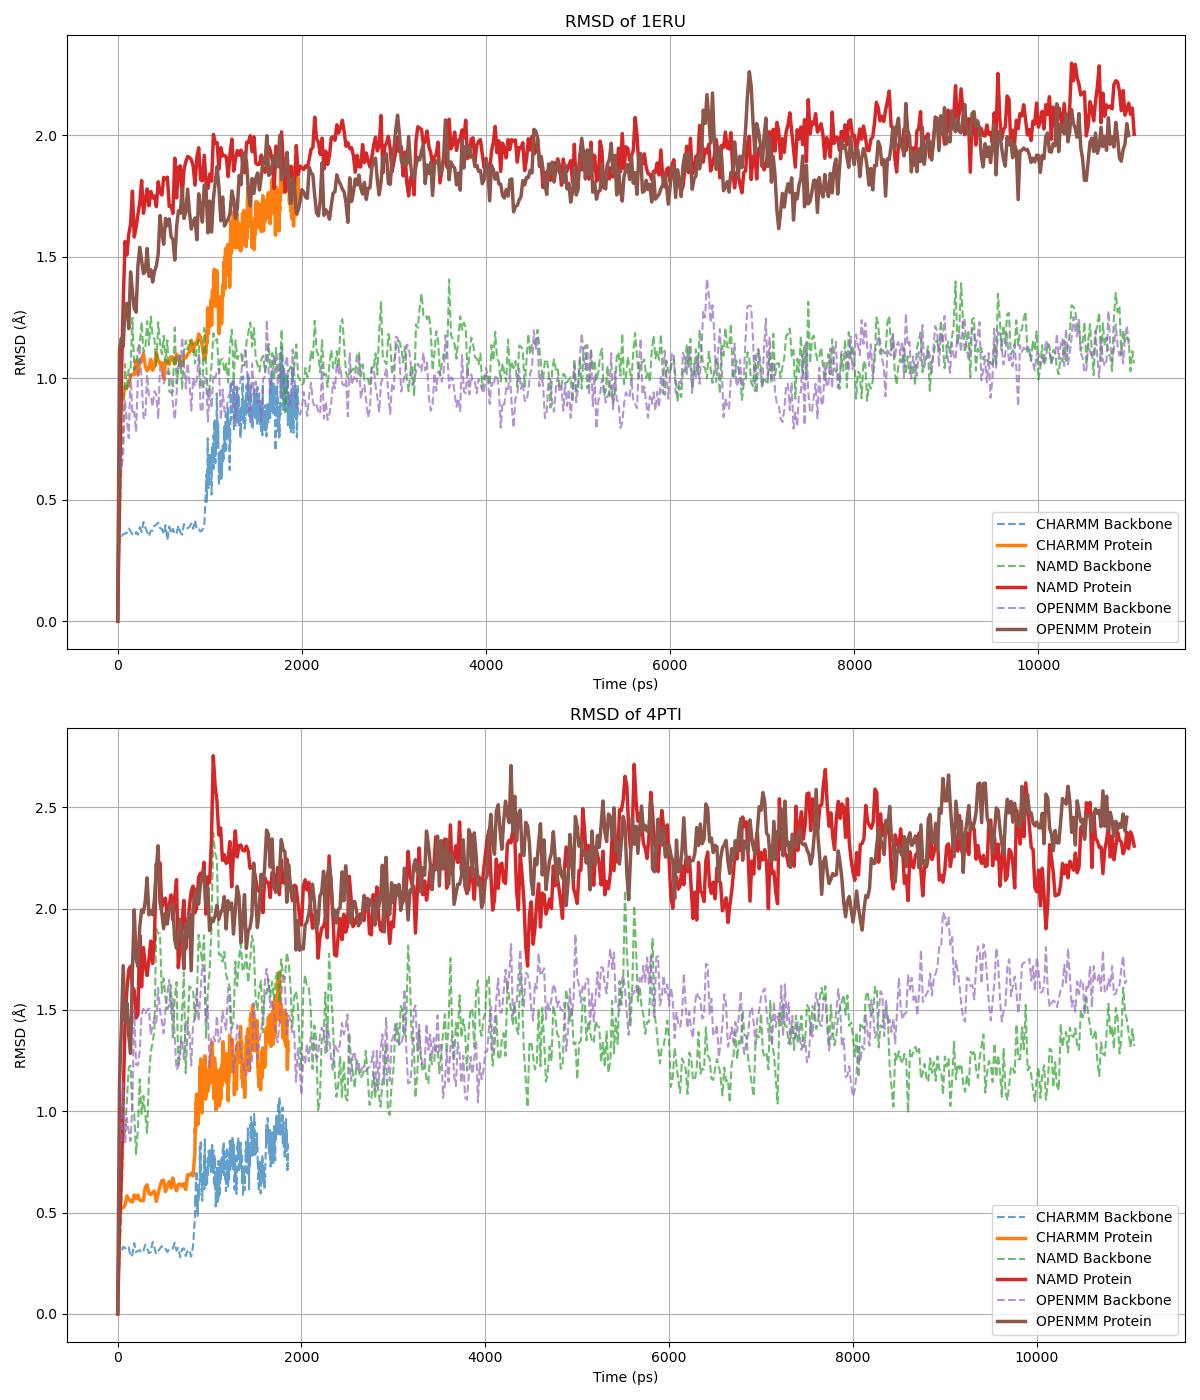 RMSD of 1ERU
2.0
1.5
1.0
0.5
0.0
RMSD (Å)
0 2000 4000 6000 8000 10000
Time (ps)
CHARMM Backbone
CHARMM Protein
NAMD Backbone
NAMD Protein
OPENMM Backbone
OPENMM Protein
RMSD of 4PTI
2.5
2.0
1.5
1.0
0.5
0.0
RMSD (Å)
0 2000 4000 6000 8000 10000
Time (ps)
CHARMM Backbone
CHARMM Protein
NAMD Backbone
NAMD Protein
OPENMM Backbone
OPENMM Protein